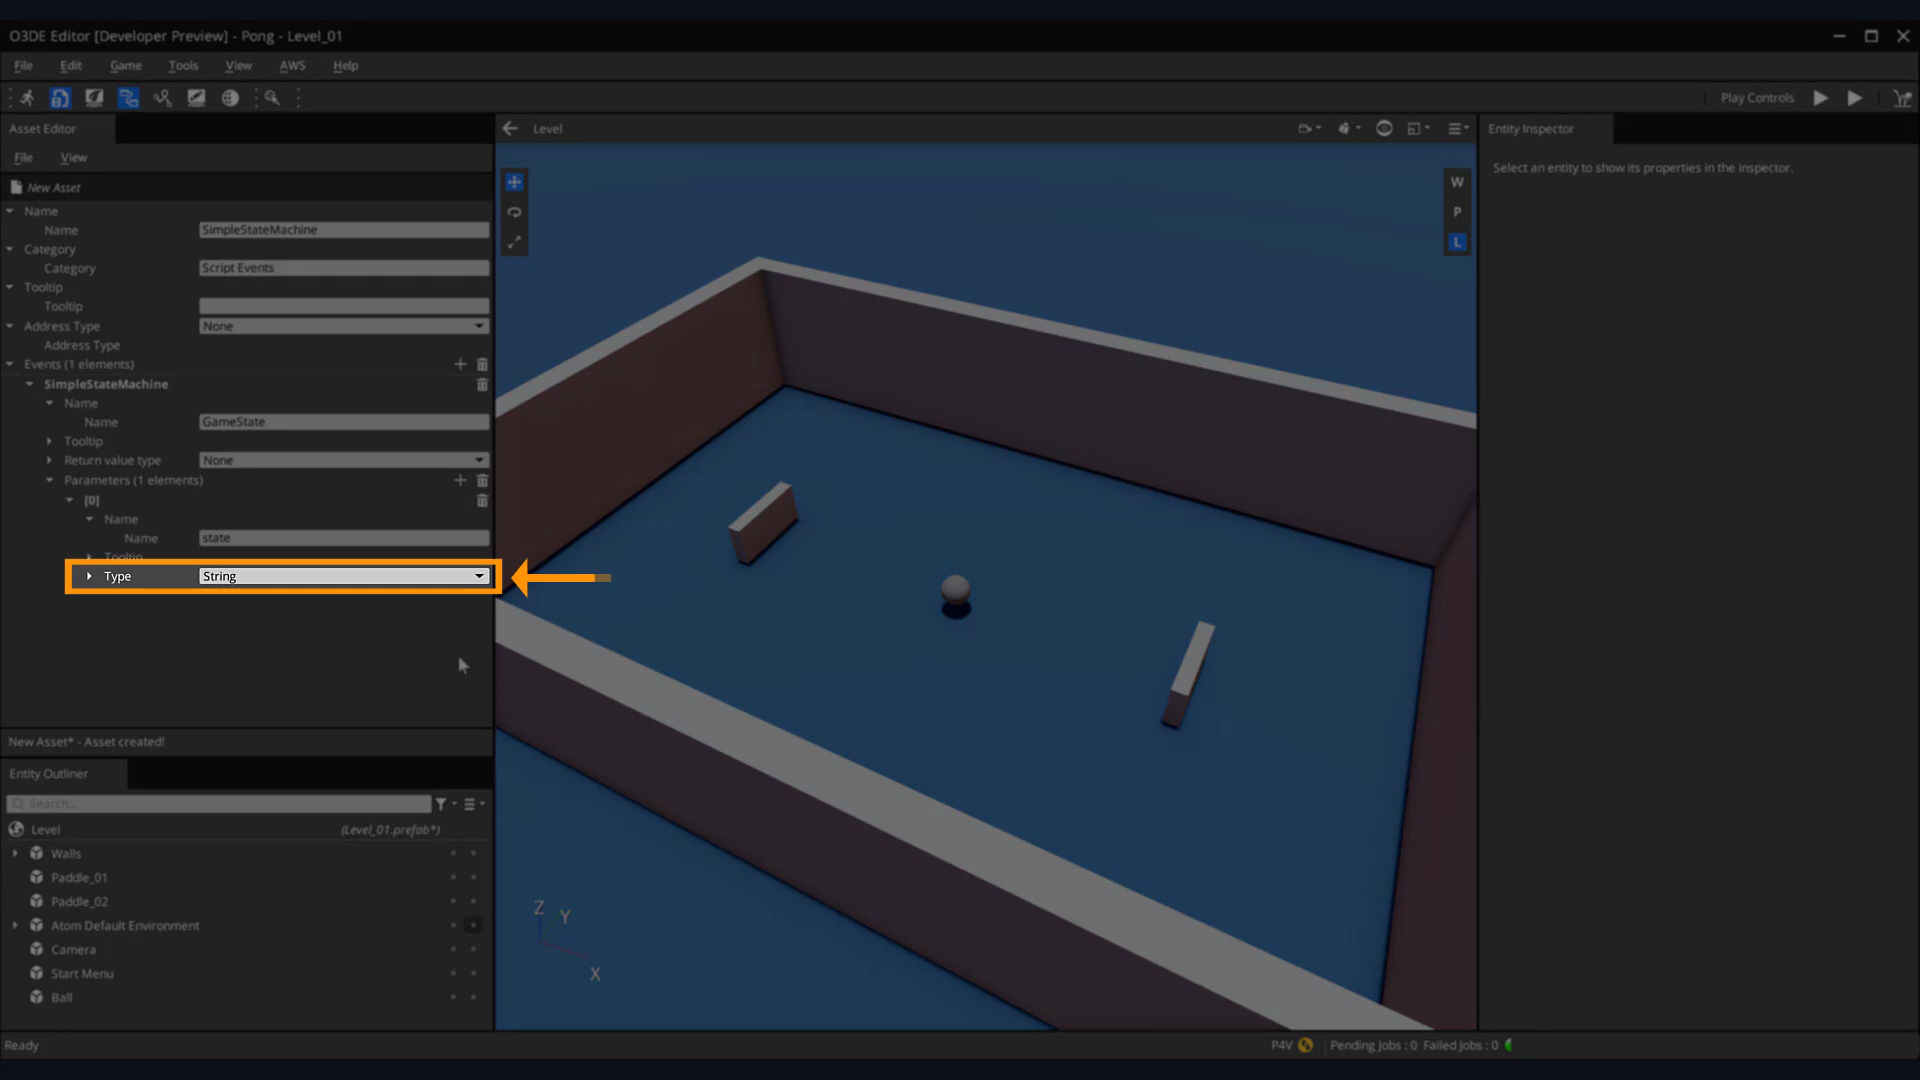 O3DE Editor [Developer Preview] - Pong - Level_01
File Edit Game Tools View AWS Help
Play Controls
Asset Editor
File View
New Asset
Name
Name SimpleStateMachine
Category
Category Script Events
Tooltip
Tooltip
Address Type None
Address Type
Events (1 elements)
SimpleStateMachine
Name
Name GameState
Tooltip
Return value type None
Parameters (1 elements)
[0]
Name
Name state
Tooltip
Type String
New Asset* - Asset created!
Entity Outliner
Search...
Level (Level_01.prefab*)
Walls
Paddle_01
Paddle_02
Atom Default Environment
Camera
Start Menu
Ball
Level
W
P
L
Z
Y
X
Entity Inspector
Select an entity to show its properties in the inspector.
Ready
P4V Pending Jobs : 0 Failed Jobs : 0